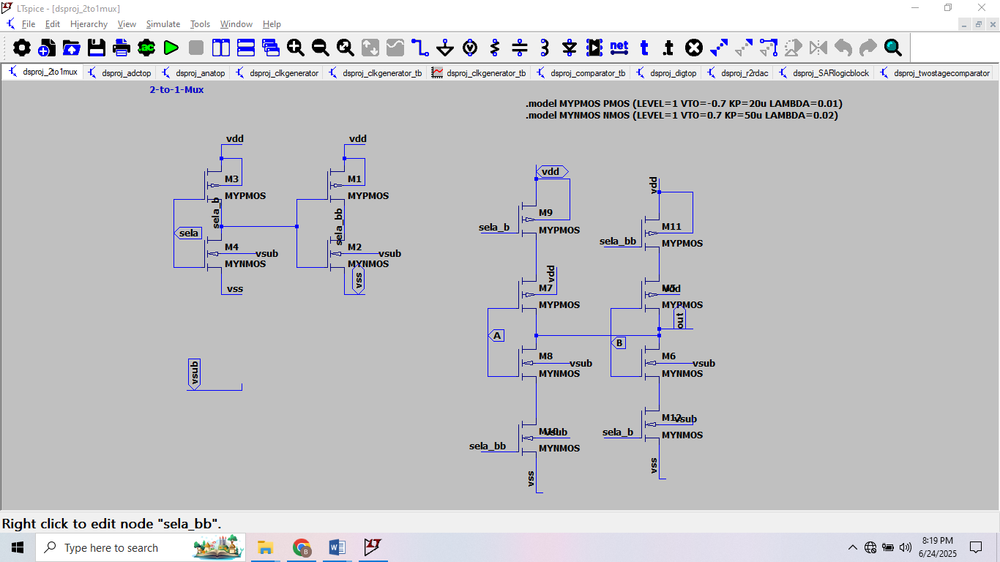 LTspice - [dsproj_2to1mux]
File Edit Hierarchy View Simulate Tools Window Help
.ac net t .t
dsproj_2to1mux dsproj_adctop dsproj_anatop dsproj_clkgenerator dsproj_clkgenerator_tb dsproj_clkgenerator_tb dsproj_comparator_tb dsproj_digtop dsproj_r2rdac dsproj_SARlogicblock dsproj_twostagecomparator
2-to-1-Mux
.model MYPMOS PMOS (LEVEL=1 VTO=-0.7 KP=20u LAMBDA=0.01)
.model MYNMOS NMOS (LEVEL=1 VTO=0.7 KP=50u LAMBDA=0.02)
vdd
M3
MYPMOS
sela_b
sela
M4
vsub
MYNMOS
vss
vdd
M1
MYPMOS
sela_bb
M2
vsub
MYNMOS
vss
vsub
vdd
M9
sela_b
MYPMOS
vdd
M7
MYPMOS
A
M8
vsub
MYNMOS
M10
vsub
sela_bb
MYNMOS
vss
vdd
M11
sela_bb
MYPMOS
M5
vdd
MYPMOS
out
B
M6
vsub
MYNMOS
M12
vsub
sela_b
MYNMOS
vss
Right click to edit node "sela_bb".
Type here to search
8:19 PM
6/24/2025